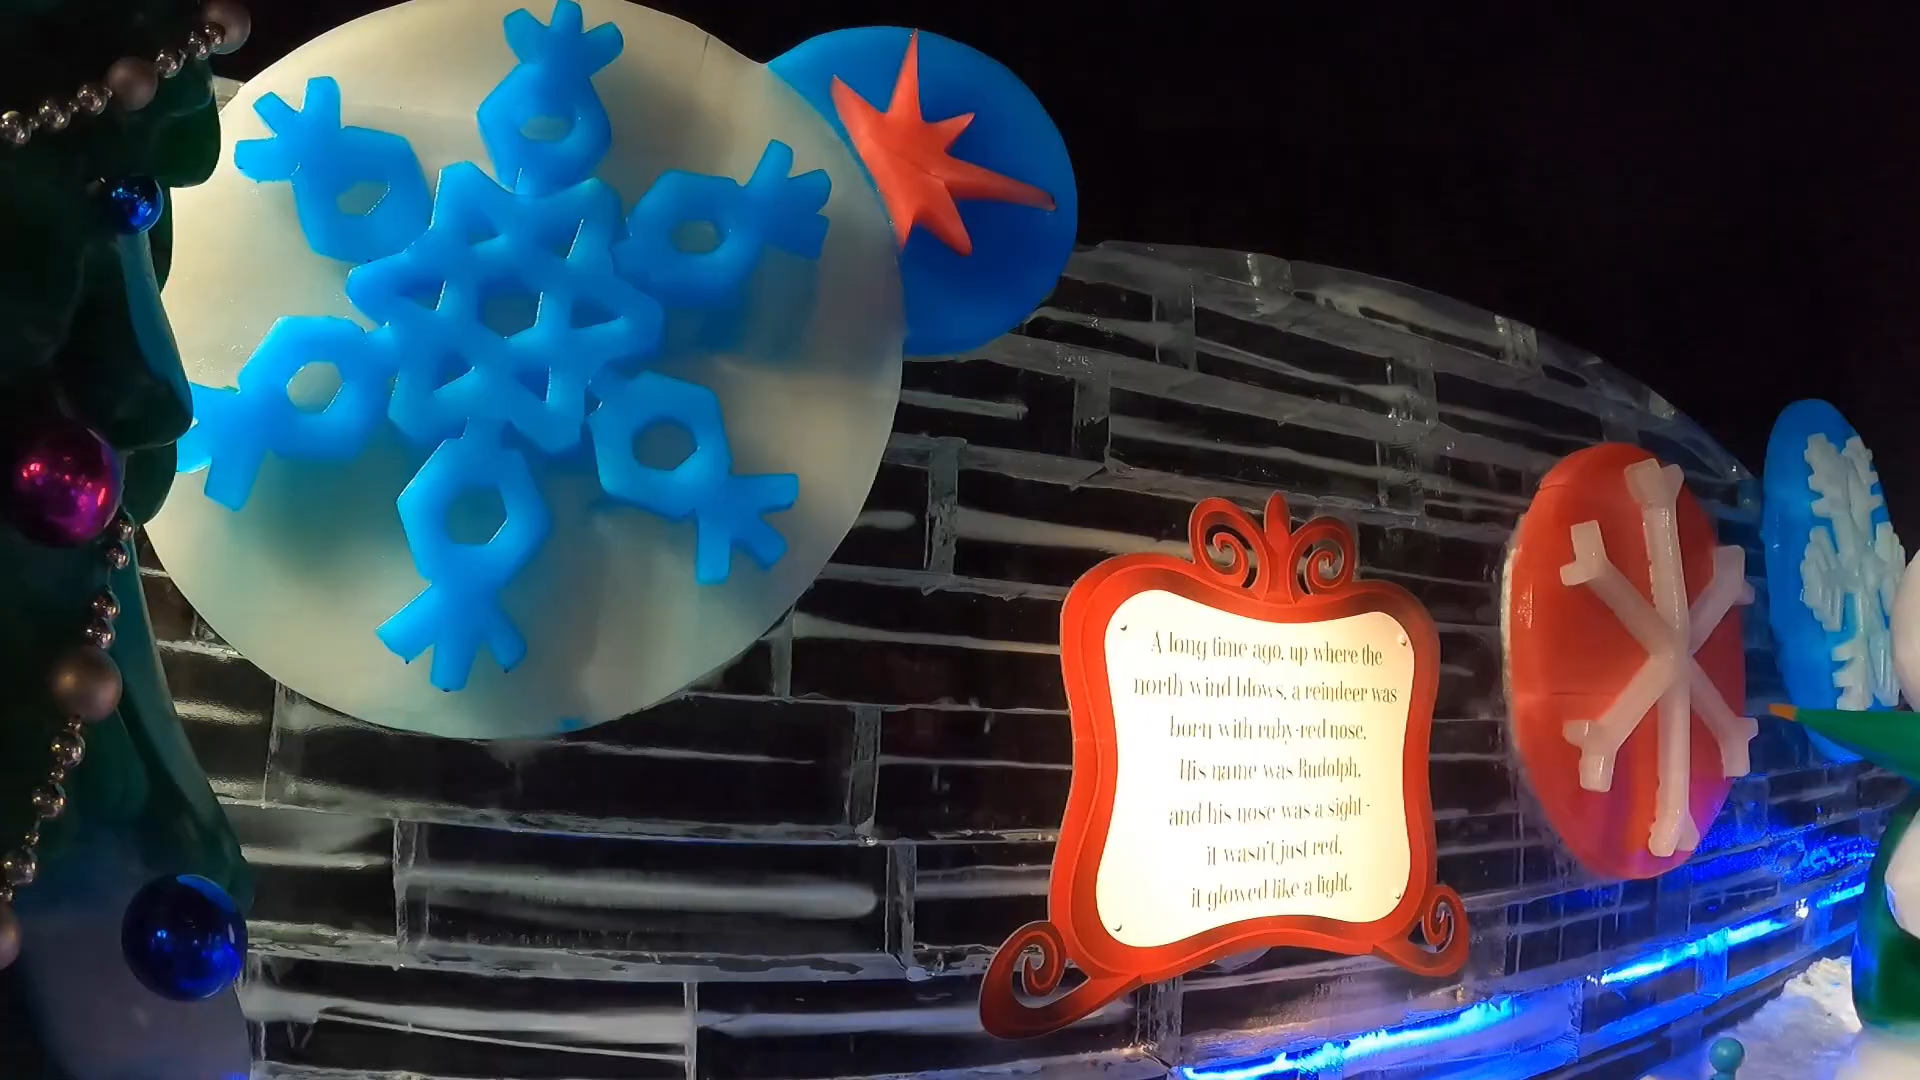 A long time ago, up where the
north wind blows, a reindeer was
born with ruby-red nose.
His name was Rudolph,
and his nose was a sight -
it wasn't just red,
it glowed like a light.